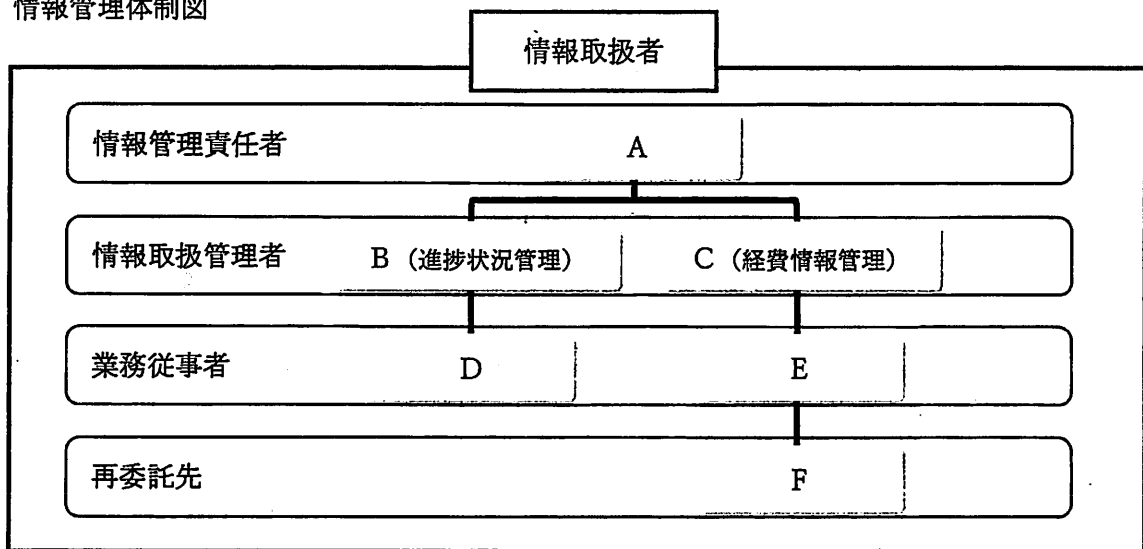 情報管理体制図
情報取扱者
情報管理責任者 A
情報取扱管理者 B（進捗状況管理） C（経費情報管理）
業務従事者 D E
再委託先 F